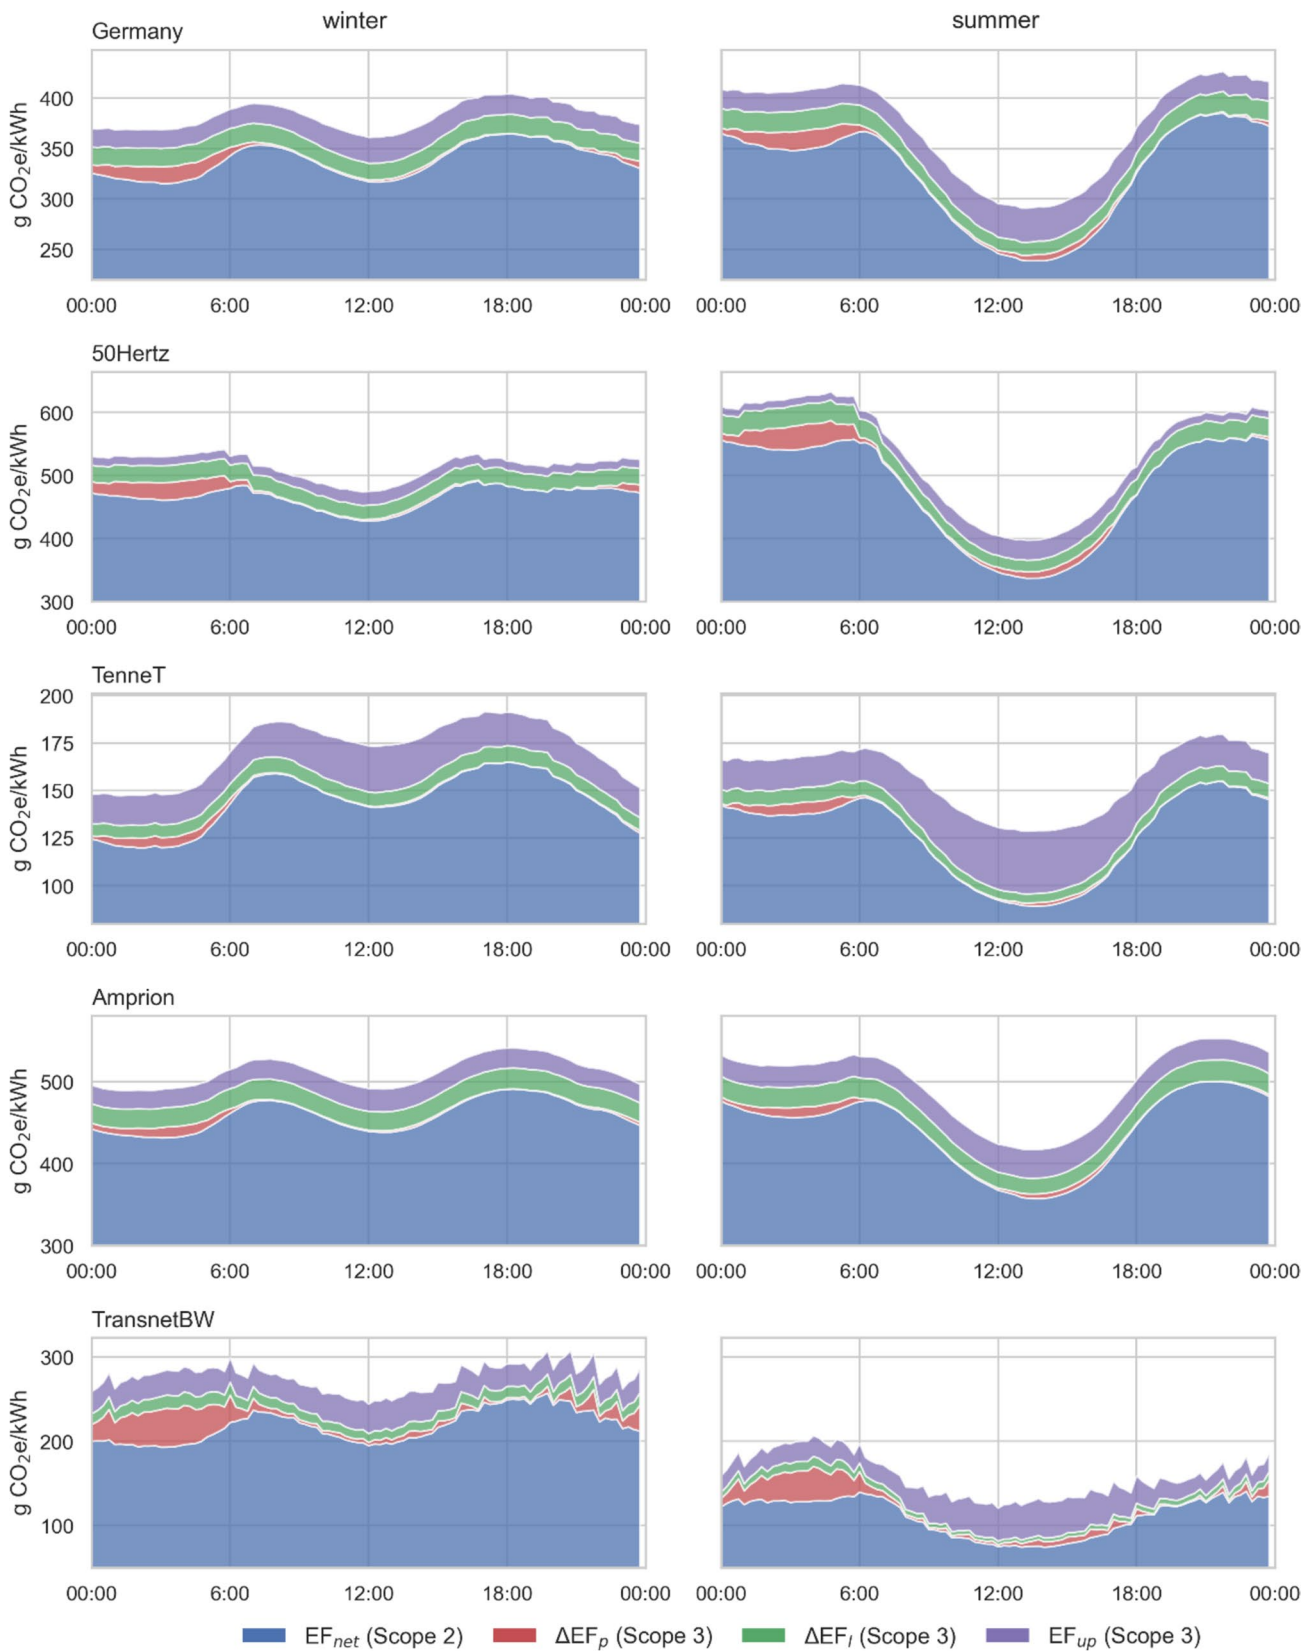 winter summer
Germany
g CO₂e/kWh
400
350
300
250
00:00 6:00 12:00 18:00 00:00 00:00 6:00 12:00 18:00 00:00
50Hertz
g CO₂e/kWh
600
500
400
300
00:00 6:00 12:00 18:00 00:00 00:00 6:00 12:00 18:00 00:00
TenneT
g CO₂e/kWh
200
175
150
125
100
00:00 6:00 12:00 18:00 00:00 00:00 6:00 12:00 18:00 00:00
Amprion
g CO₂e/kWh
500
400
300
00:00 6:00 12:00 18:00 00:00 00:00 6:00 12:00 18:00 00:00
TransnetBW
g CO₂e/kWh
300
200
100
00:00 6:00 12:00 18:00 00:00 00:00 6:00 12:00 18:00 00:00
EF_net (Scope 2) ΔEF_p (Scope 3) ΔEF_l (Scope 3) EF_up (Scope 3)